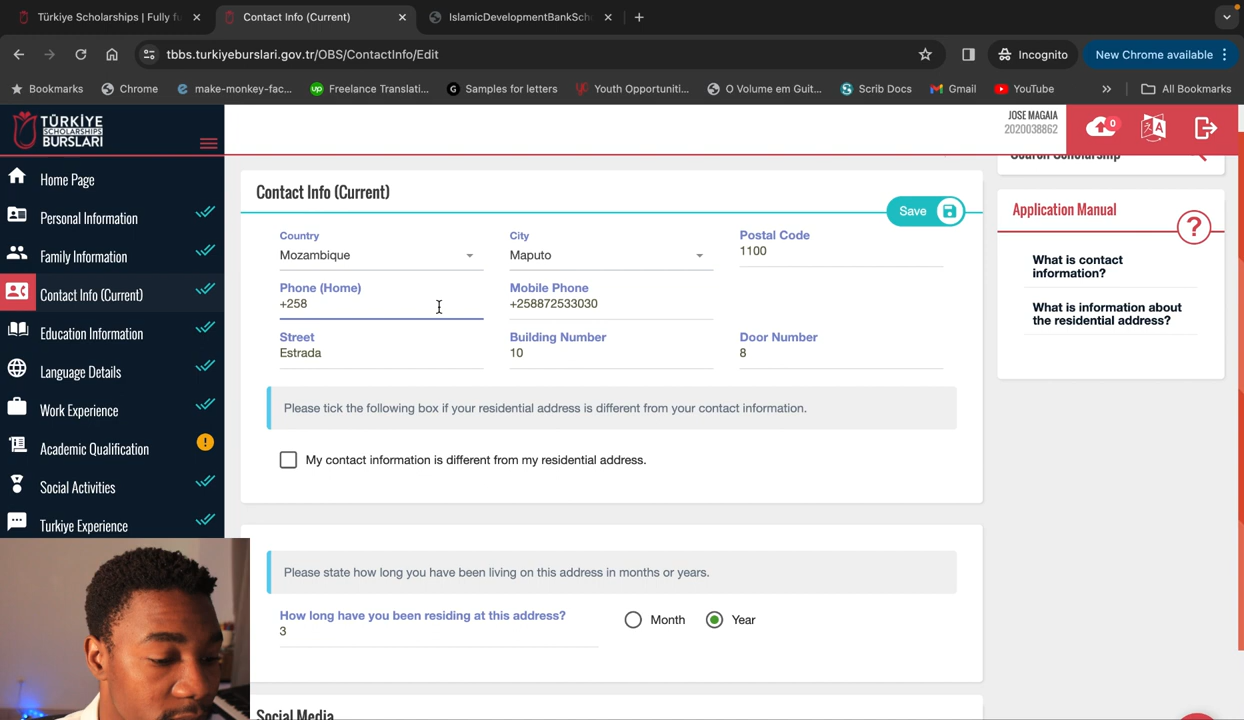 Türkiye Scholarships | Fully fu
Contact Info (Current)
IslamicDevelopmentBankSch
tbbs.turkiyeburslari.gov.tr/OBS/ContactInfo/Edit
Incognito
New Chrome available
Bookmarks
Chrome
make-monkey-fac...
Freelance Translati...
Samples for letters
Youth Opportuniti...
O Volume em Guit...
Scrib Docs
Gmail
YouTube
»
All Bookmarks
TÜRKİYE
SCHOLARSHIPS
BURSLARI
JOSE MAGAIA
2020038862
0
Home Page
Personal Information
Family Information
Contact Info (Current)
Education Information
Language Details
Work Experience
Academic Qualification
Social Activities
Turkiye Experience
Contact Info (Current)
Save
Country
Mozambique
City
Maputo
Postal Code
1100
Phone (Home)
+258
Mobile Phone
+258872533030
Street
Estrada
Building Number
10
Door Number
8
Please tick the following box if your residential address is different from your contact information.
My contact information is different from my residential address.
Please state how long you have been living on this address in months or years.
How long have you been residing at this address?
3
Month
Year
Social Media
Search Scholarship
Application Manual
?
What is contact
information?
What is information about
the residential address?